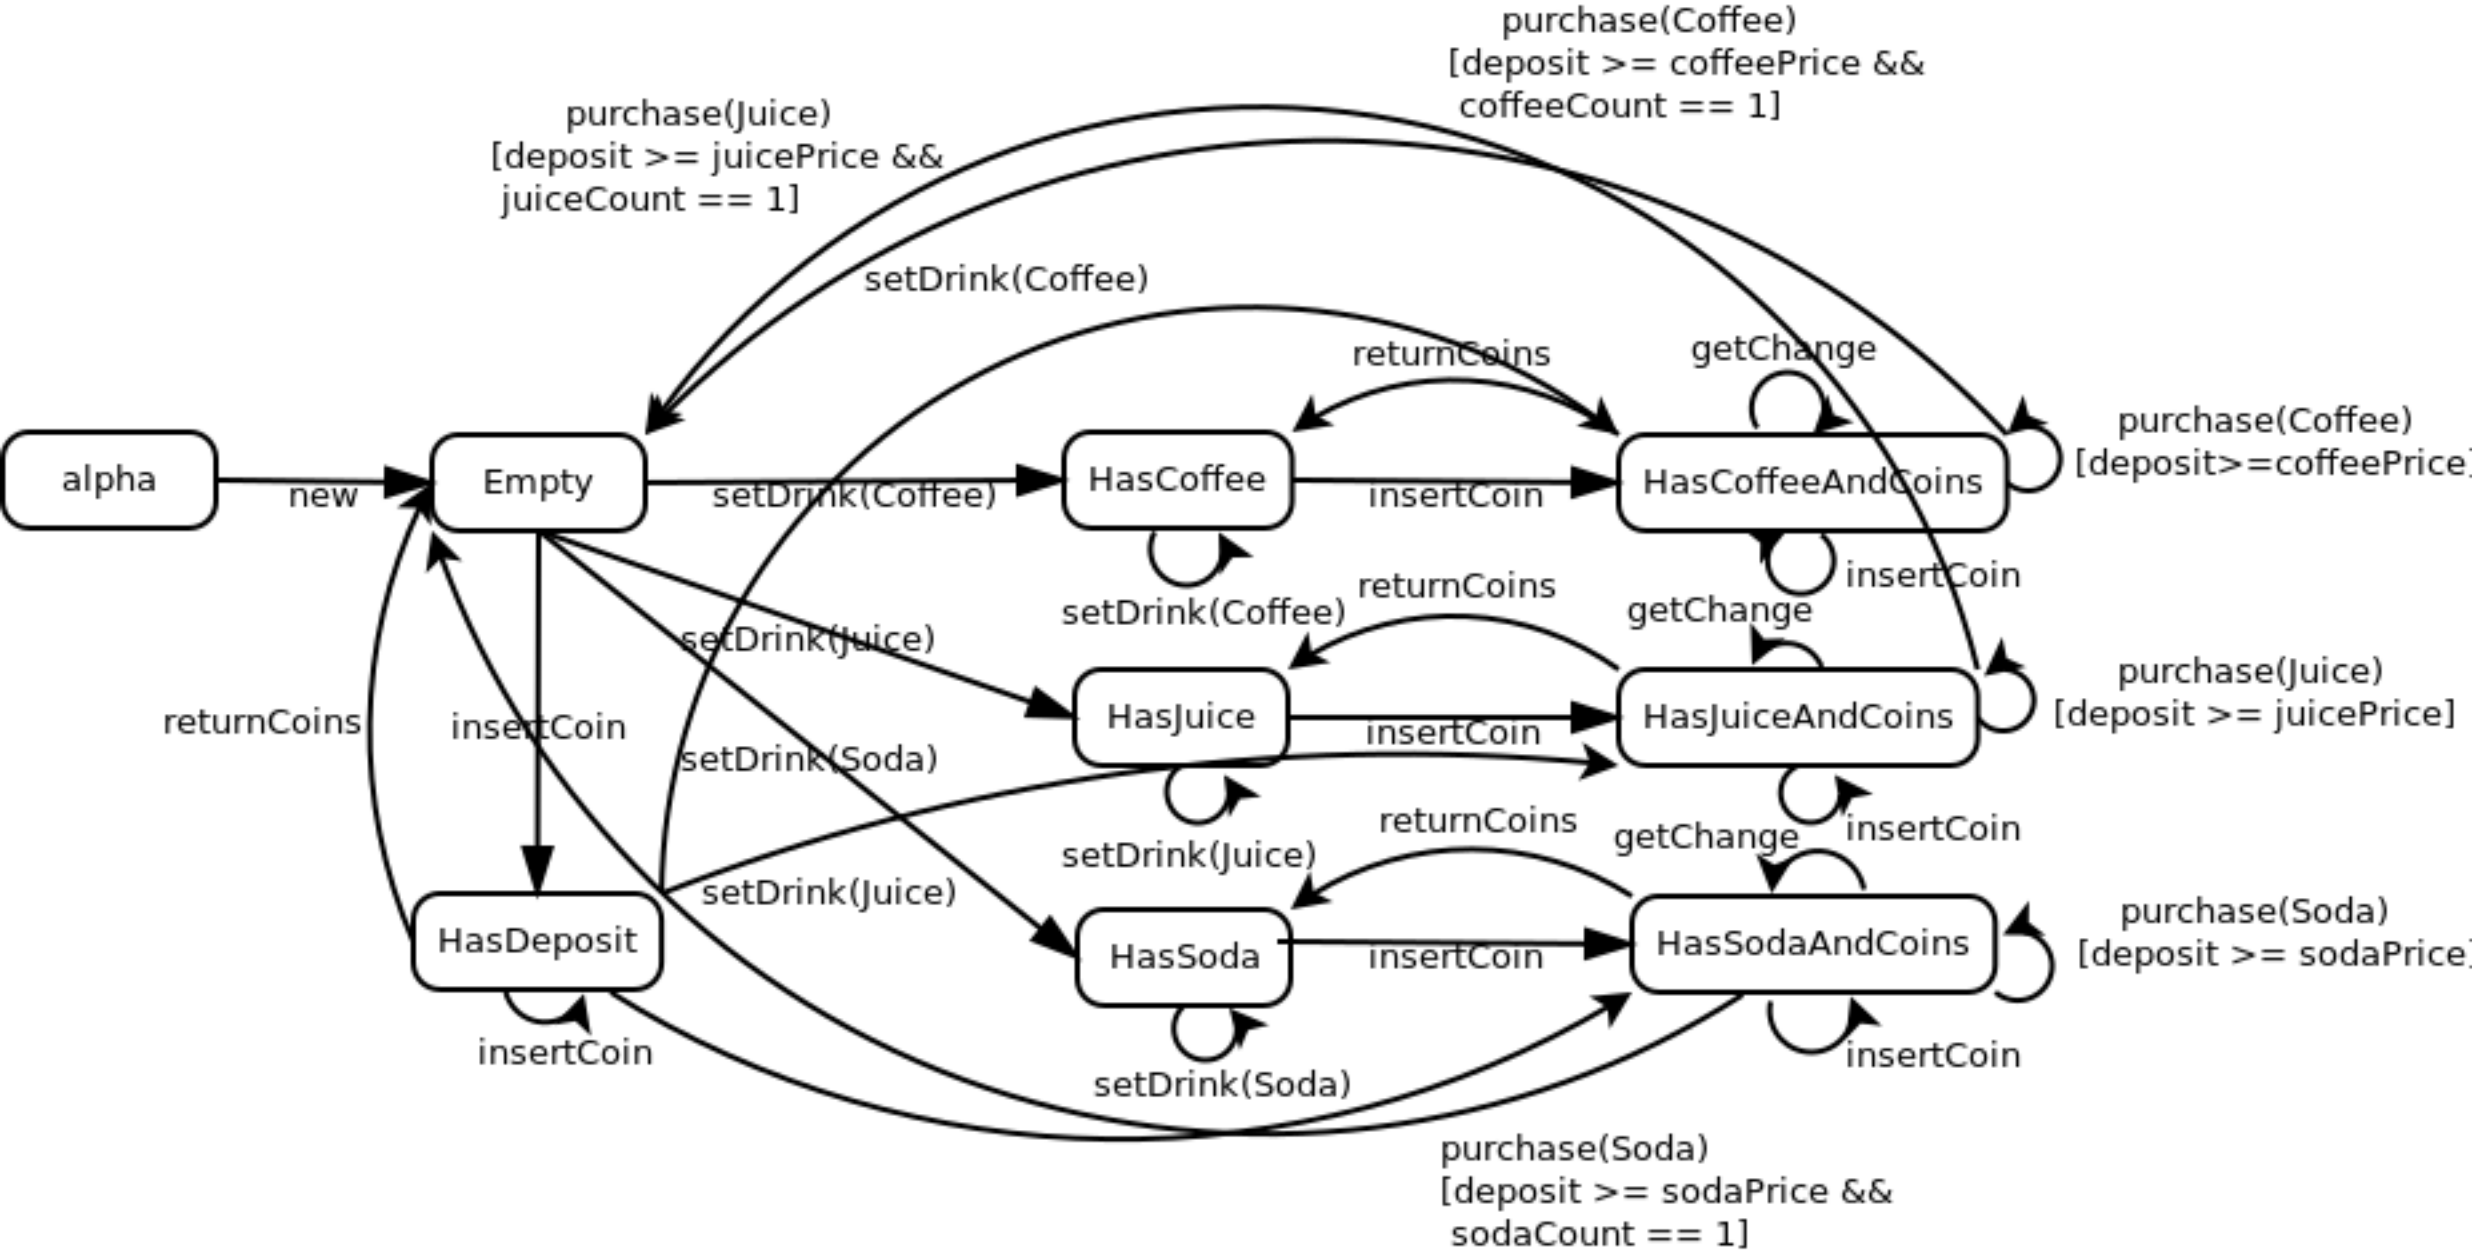 purchase(Coffee)
[deposit >= coffeePrice &&
coffeeCount == 1]
purchase(Juice)
[deposit >= juicePrice &&
juiceCount == 1]
setDrink(Coffee)
returnCoins
getChange
purchase(Coffee)
[deposit>=coffeePrice]
alpha
new
Empty
setDrink(Coffee)
HasCoffee
insertCoin
HasCoffeeAndCoins
insertCoin
setDrink(Coffee)
returnCoins
getChange
setDrink(Juice)
purchase(Juice)
[deposit >= juicePrice]
HasJuice
insertCoin
HasJuiceAndCoins
returnCoins
insertCoin
setDrink(Soda)
returnCoins
insertCoin
getChange
setDrink(Juice)
setDrink(Juice)
purchase(Soda)
[deposit >= sodaPrice]
HasDeposit
HasSoda
insertCoin
HasSodaAndCoins
insertCoin
insertCoin
setDrink(Soda)
purchase(Soda)
[deposit >= sodaPrice &&
sodaCount == 1]